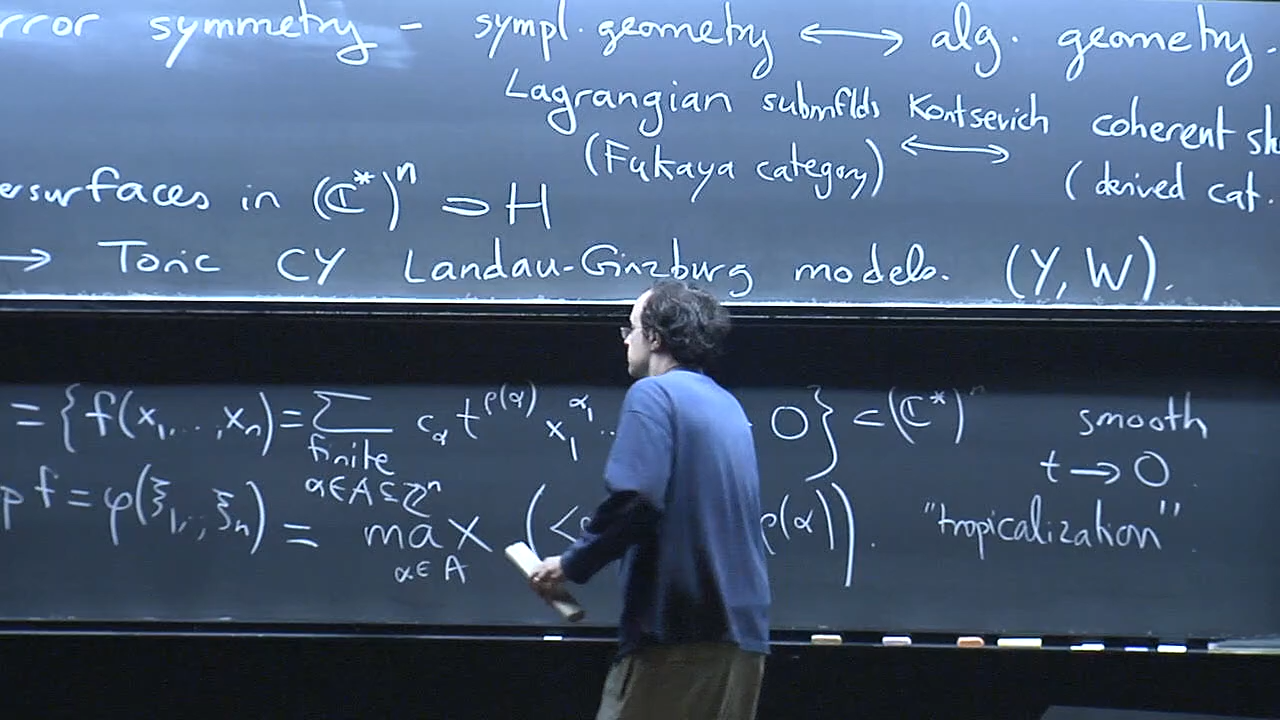 rror symmetry - sympl. geometry ⟷ alg. geometry.
Lagrangian submflds Kontsevich coherent sh
(Fukaya category) ⟷ (derived cat.
ersurfaces in (ℂ*)ⁿ ⊃ H
→ Toric CY Landau-Ginzburg models. (Y, W).
= {f(x₁,...,xₙ) = Σ c_α t^ρ(α) x₁^α₁ .. 0} ⊂ (ℂ*)ⁿ smooth
finite
α∈A⊆ℤⁿ
t → 0
p f = φ(ξ₁,..,ξₙ) = max (< ρ(α)). "tropicalization"
α∈A